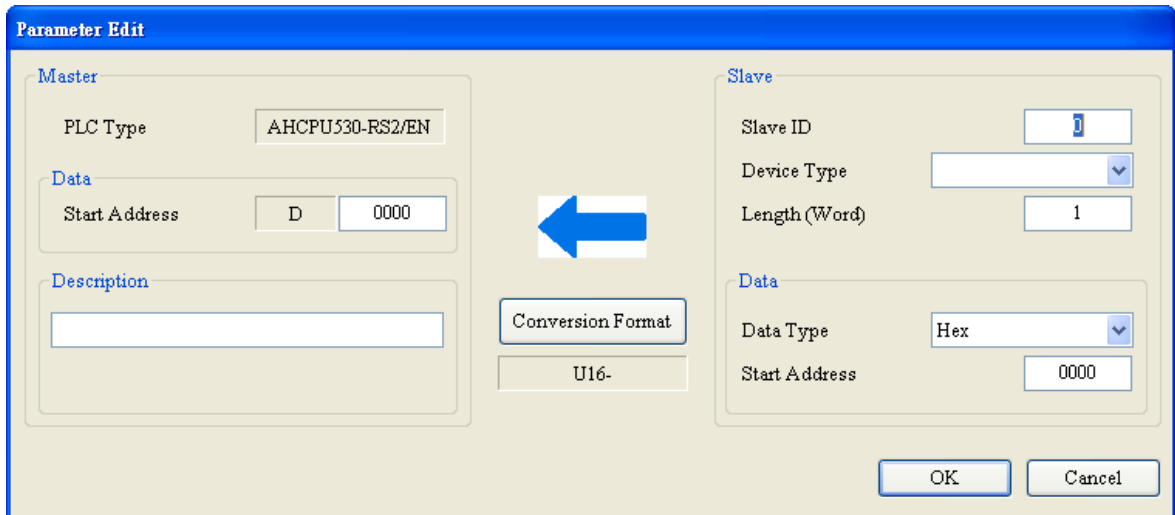 Parameter Edit
Master
PLC Type AHCPU530-RS2/EN
Data
Start Address D 0000
Description
Conversion Format
U16-
Slave
Slave ID 0
Device Type
Length (Word) 1
Data
Data Type Hex
Start Address 0000
OK Cancel